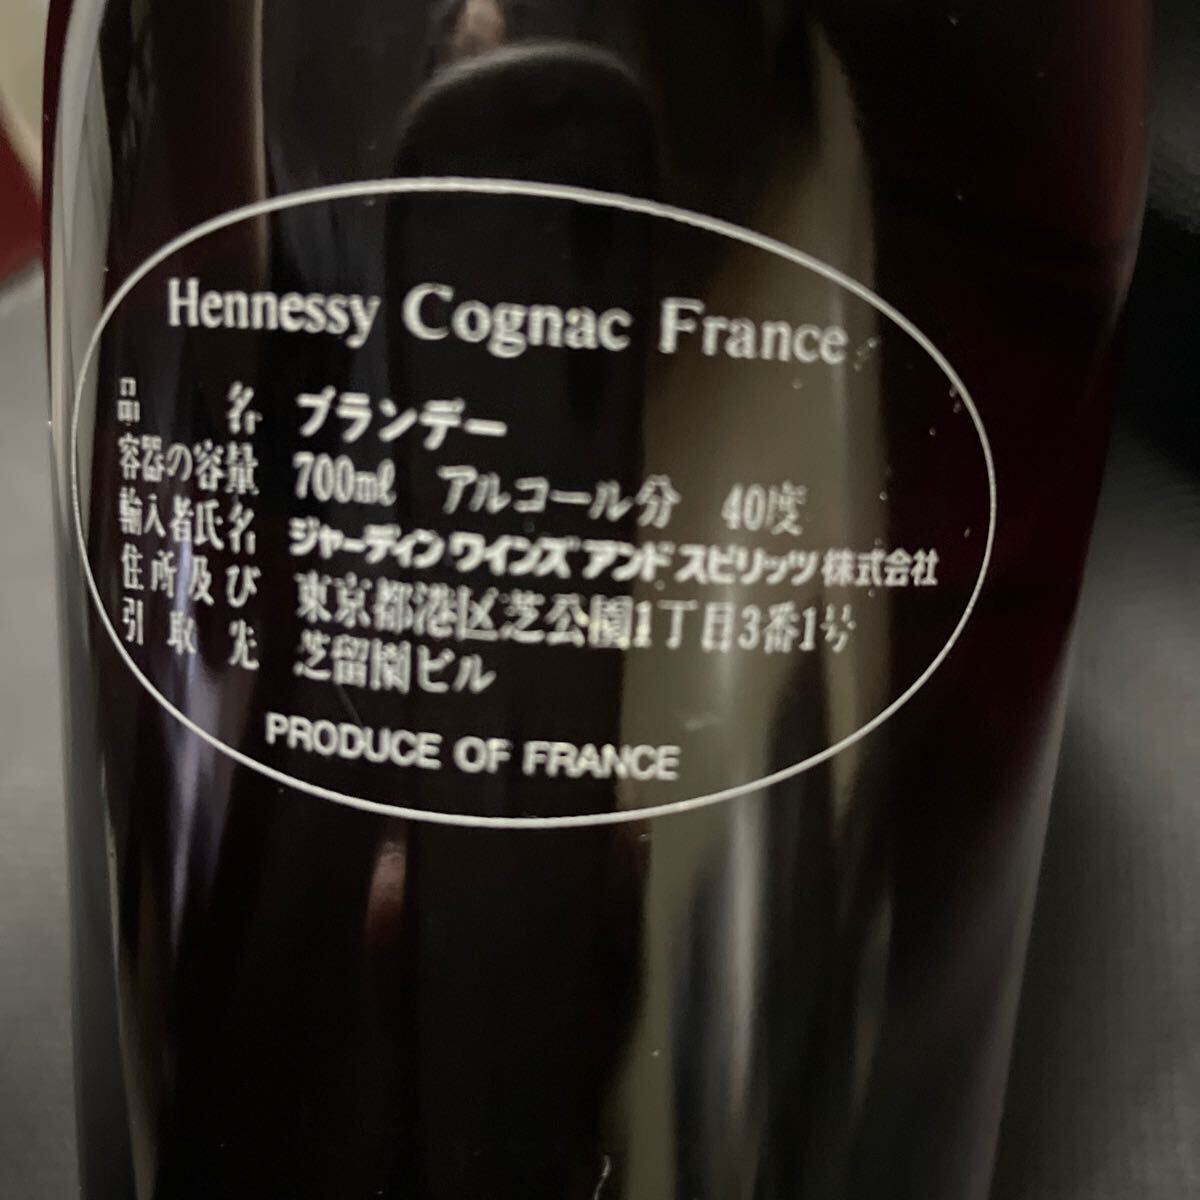 Hennessy Cognac France
品名 ブランデー
容器の容量 700ml アルコール分 40度
輸入者氏名 ジャーディン ワインズ アンド スピリッツ 株式会社
住所及び 東京都港区芝公園1丁目3番1号
引取先 芝留園ビル
PRODUCE OF FRANCE